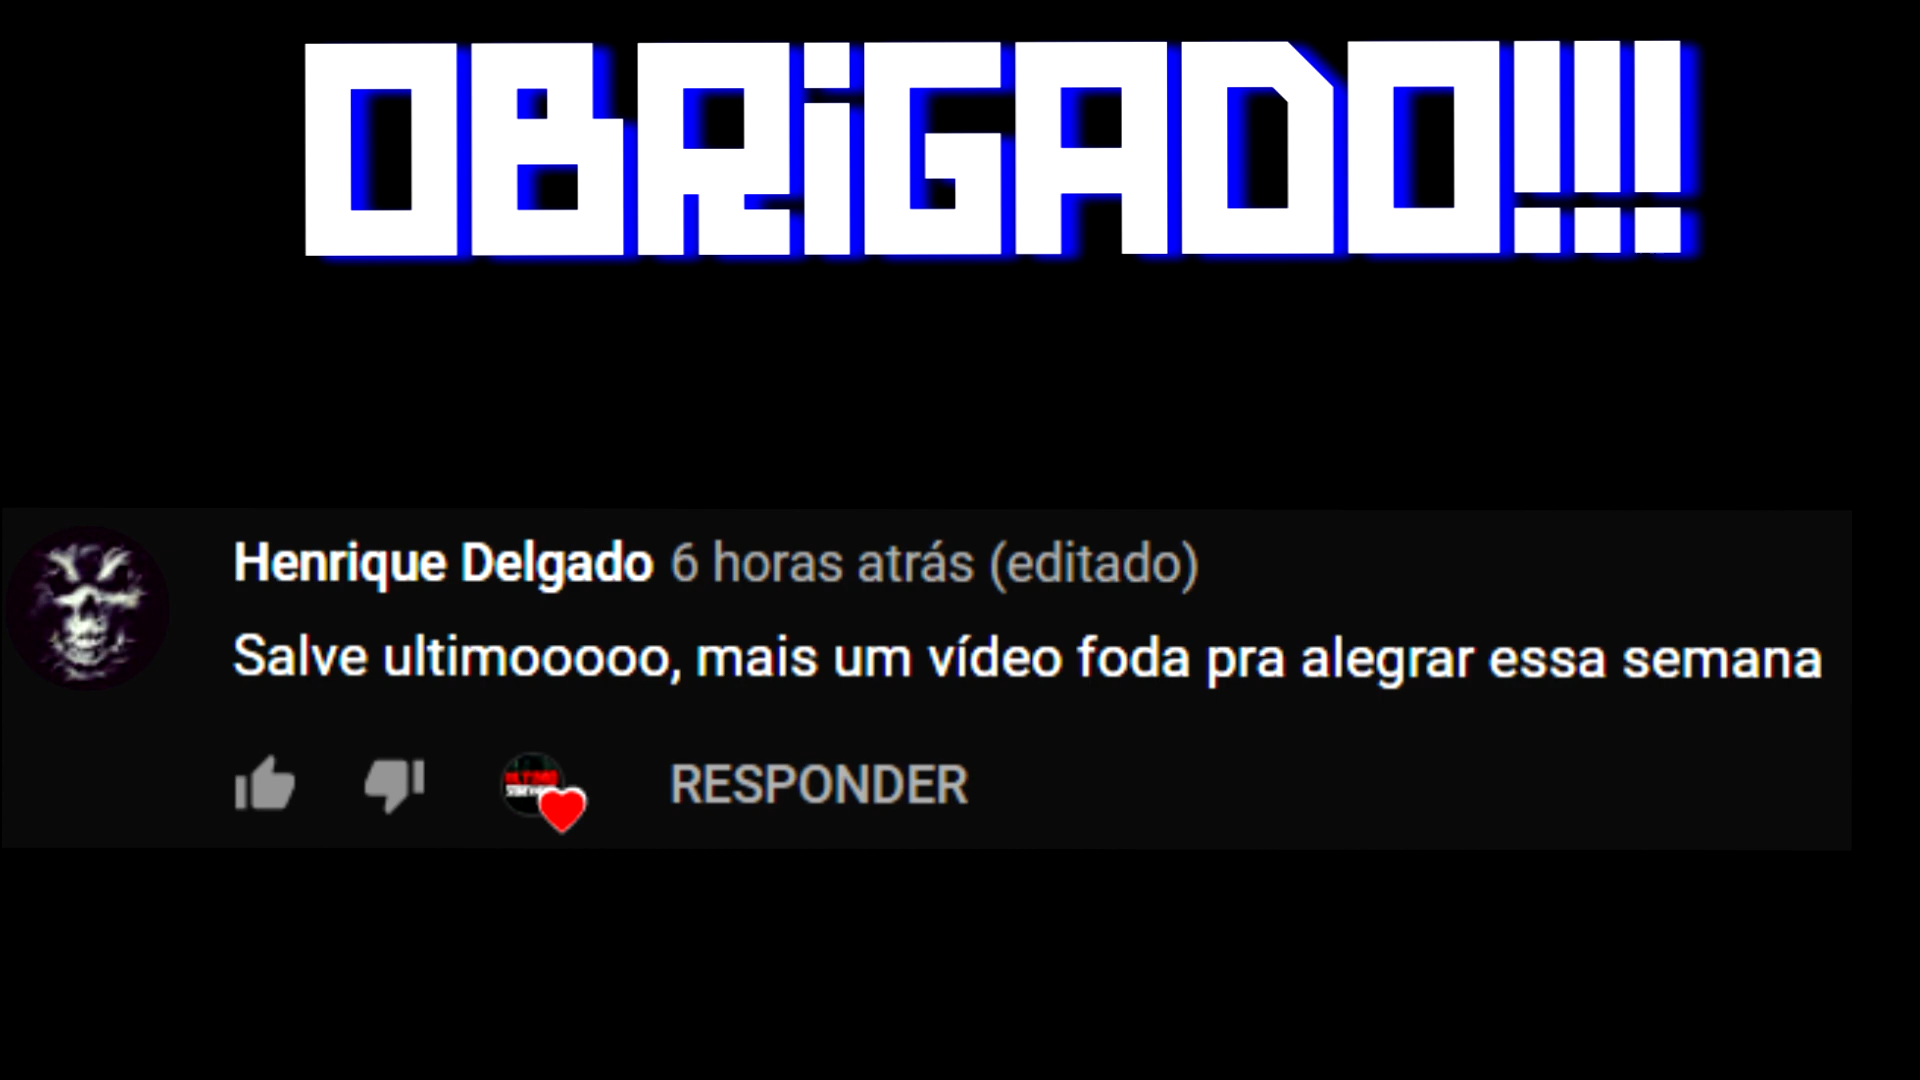 OBRiGADO!!!
Henrique Delgado 6 horas atrás (editado)
Salve ultimooooo, mais um vídeo foda pra alegrar essa semana
RESPONDER